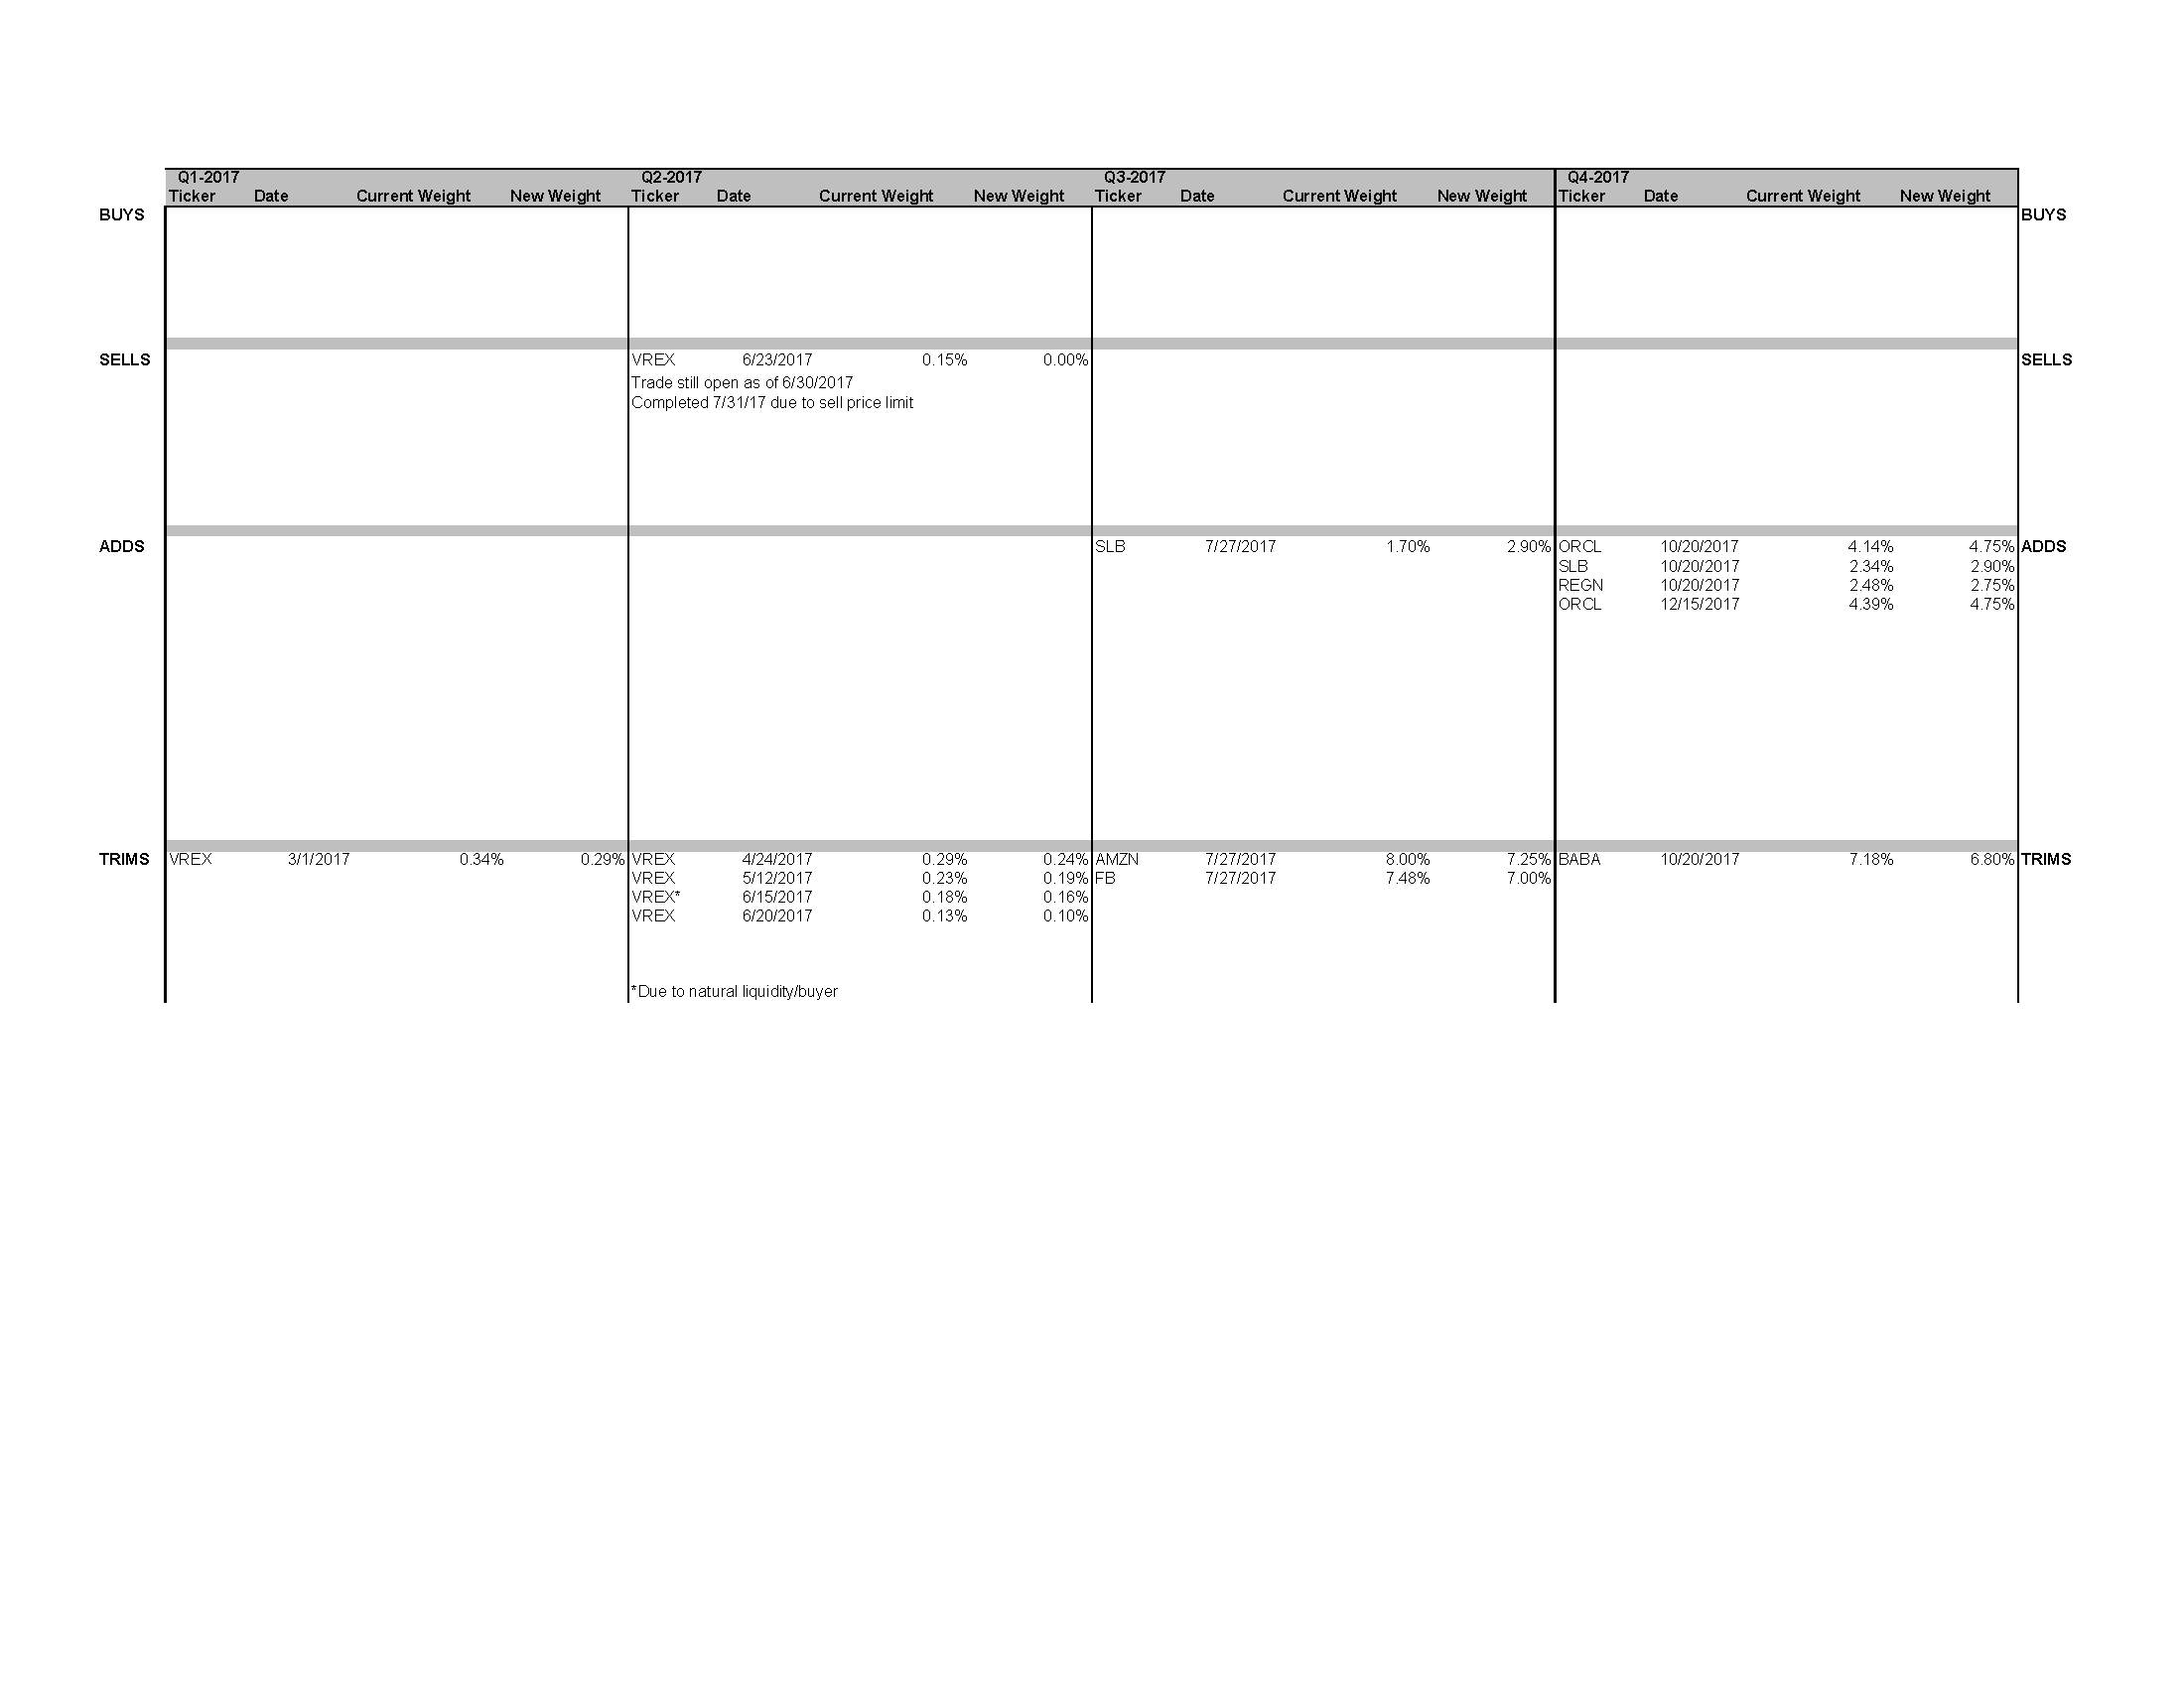 Q1-2017 Q2-2017 Q3-2017 Q4-2017
Ticker Date Current Weight New Weight Ticker Date Current Weight New Weight Ticker Date Current Weight New Weight Ticker Date Current Weight New Weight
BUYS BUYS
SELLS VREX 6/23/2017 0.15% 0.00% SELLS
Trade still open as of 6/30/2017
Completed 7/31/17 due to sell price limit
ADDS SLB 7/27/2017 1.70% 2.90% ORCL 10/20/2017 4.14% 4.75% ADDS
SLB 10/20/2017 2.34% 2.90%
REGN 10/20/2017 2.48% 2.75%
ORCL 12/15/2017 4.39% 4.75%
TRIMS VREX 3/1/2017 0.34% 0.29% VREX 4/24/2017 0.29% 0.24% AMZN 7/27/2017 8.00% 7.25% BABA 10/20/2017 7.18% 6.80% TRIMS
VREX 5/12/2017 0.23% 0.19% FB 7/27/2017 7.48% 7.00%
VREX* 6/15/2017 0.18% 0.16%
VREX 6/20/2017 0.13% 0.10%
*Due to natural liquidity/buyer